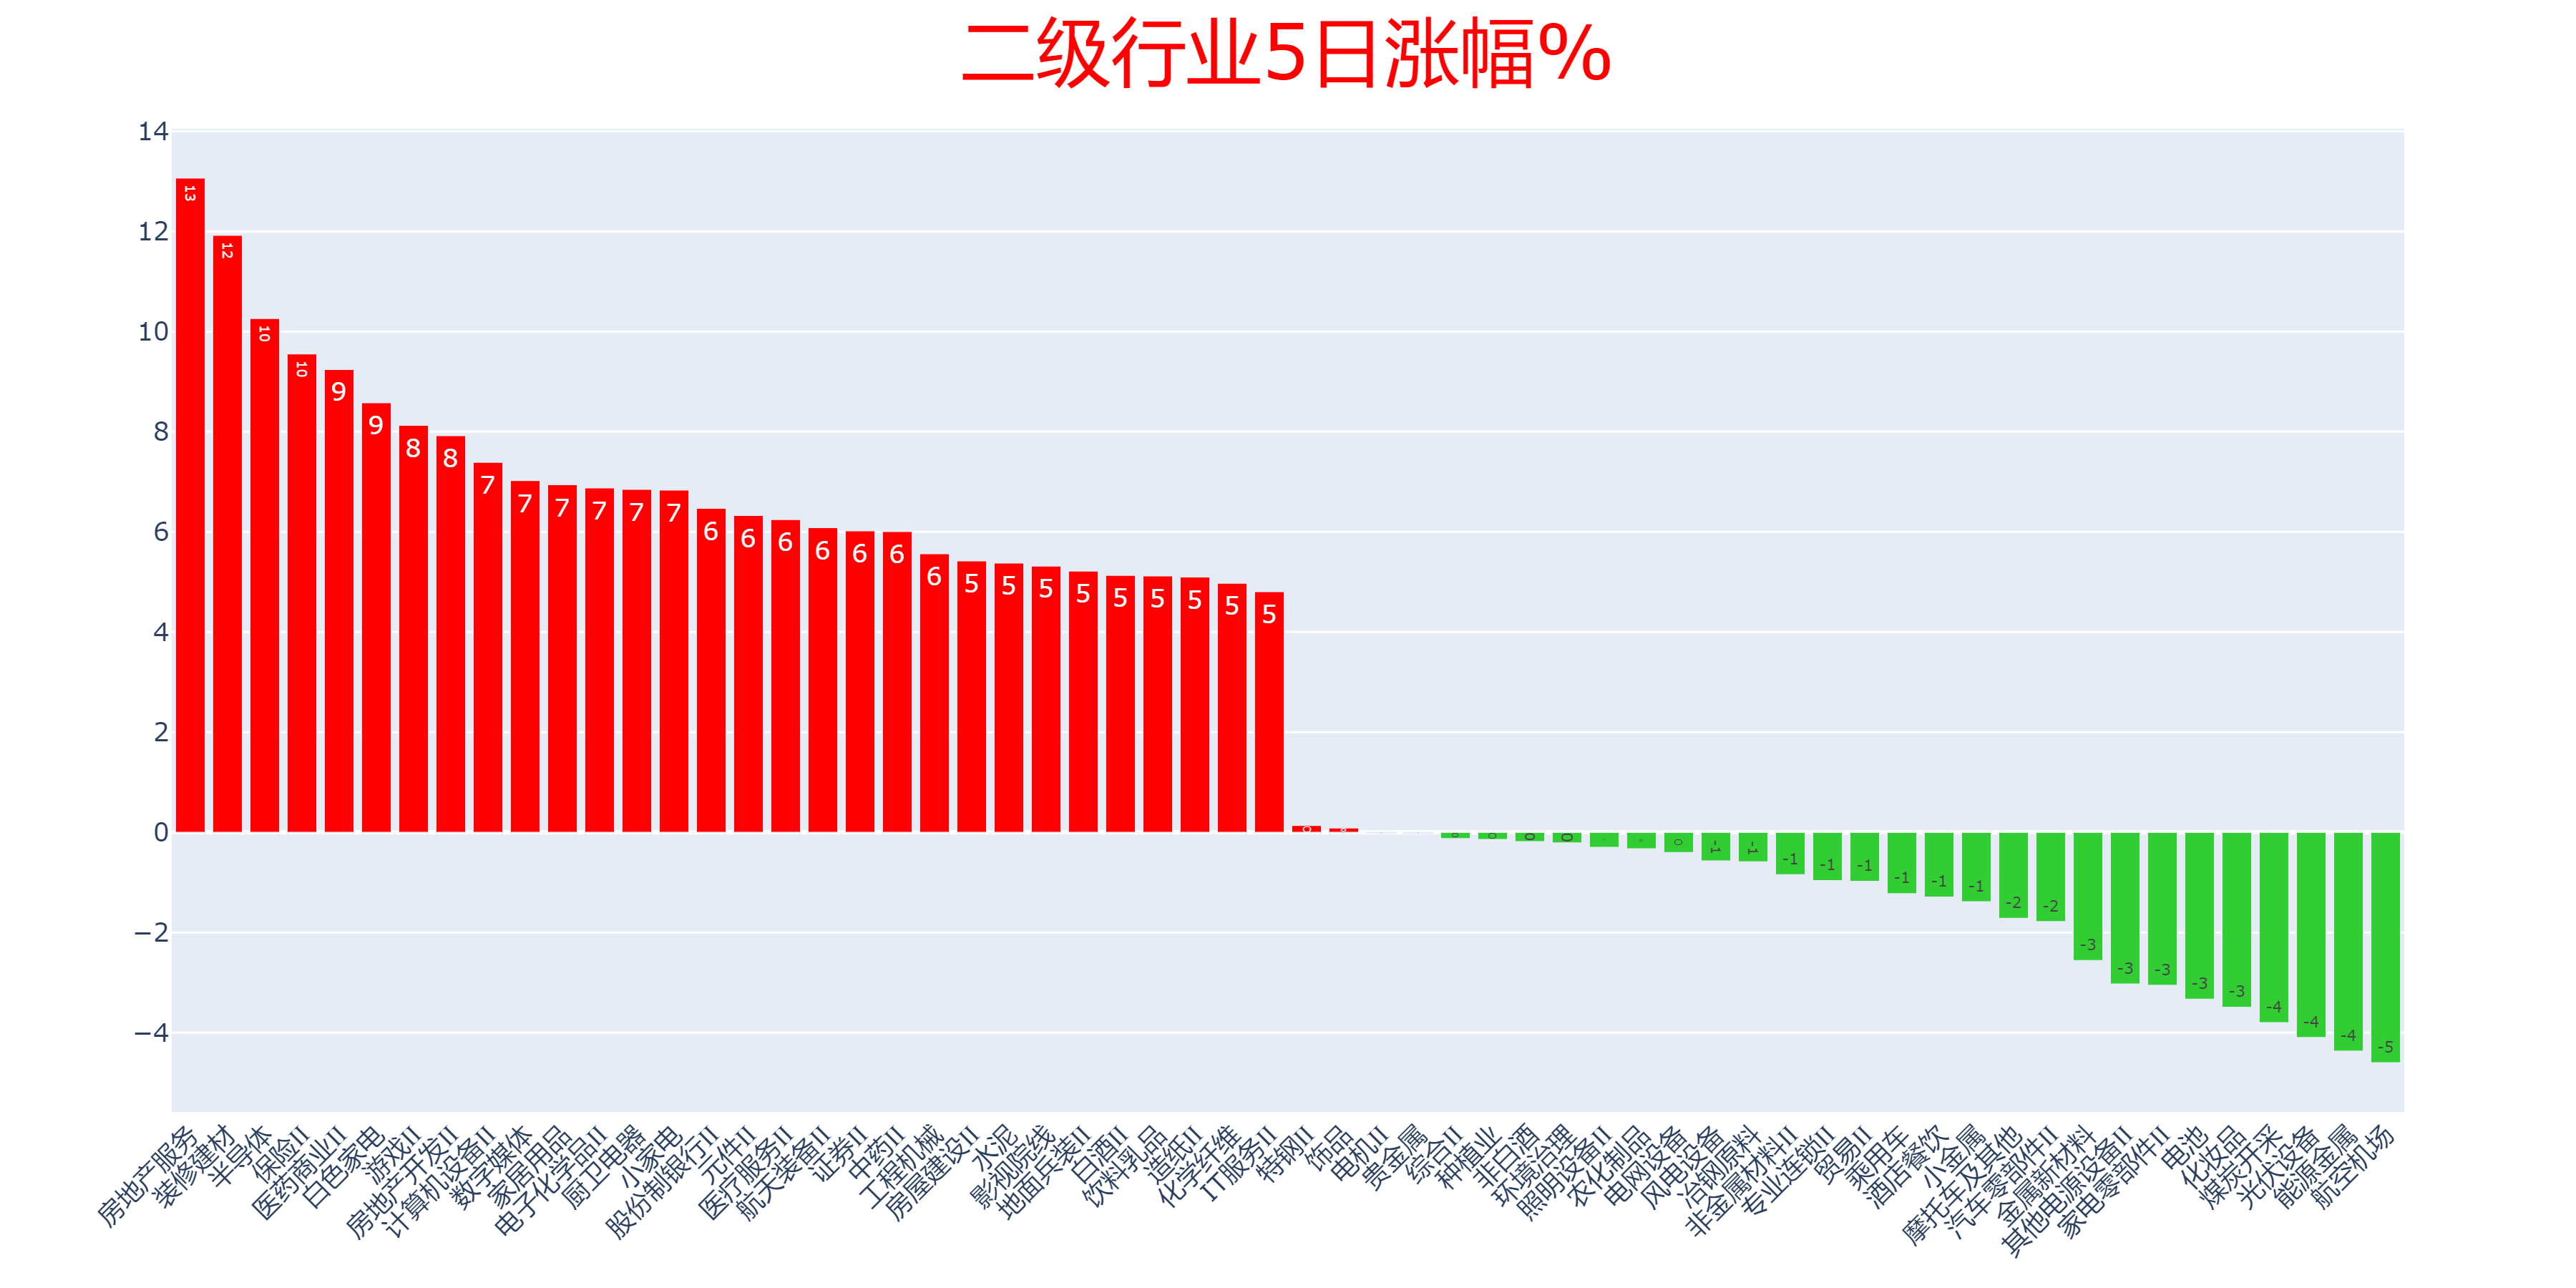 二级行业5日涨幅%
14
12
10
8
6
4
2
0
−2
−4
13
12
10
10
9
9
8
8
7
7
7
7
7
7
6
6
6
6
6
6
6
5
5
5
5
5
5
5
5
5
0
0
0
0
0
0
0
-1
-1
-1
-1
-1
-1
-1
-1
-2
-2
-3
-3
-3
-3
-3
-4
-4
-4
-5
房地产服务
装修建材
半导体
保险II
医药商业II
白色家电
游戏II
房地产开发II
计算机设备II
数字媒体
家居用品
电子化学品II
厨卫电器
小家电
股份制银行II
元件II
医疗服务II
航天装备II
证券II
中药II
工程机械
房屋建设II
水泥
影视院线
地面兵装II
白酒II
饮料乳品
造纸II
化学纤维
IT服务II
特钢II
饰品
电机II
贵金属
综合II
种植业
非白酒
环境治理
照明设备II
农化制品
电网设备
风电设备
冶钢原料
非金属材料II
专业连锁II
贸易II
乘用车
酒店餐饮
小金属
摩托车及其他
汽车零部件II
金属新材料
其他电源设备II
家电零部件II
电池
化妆品
煤炭开采
光伏设备
能源金属
航空机场